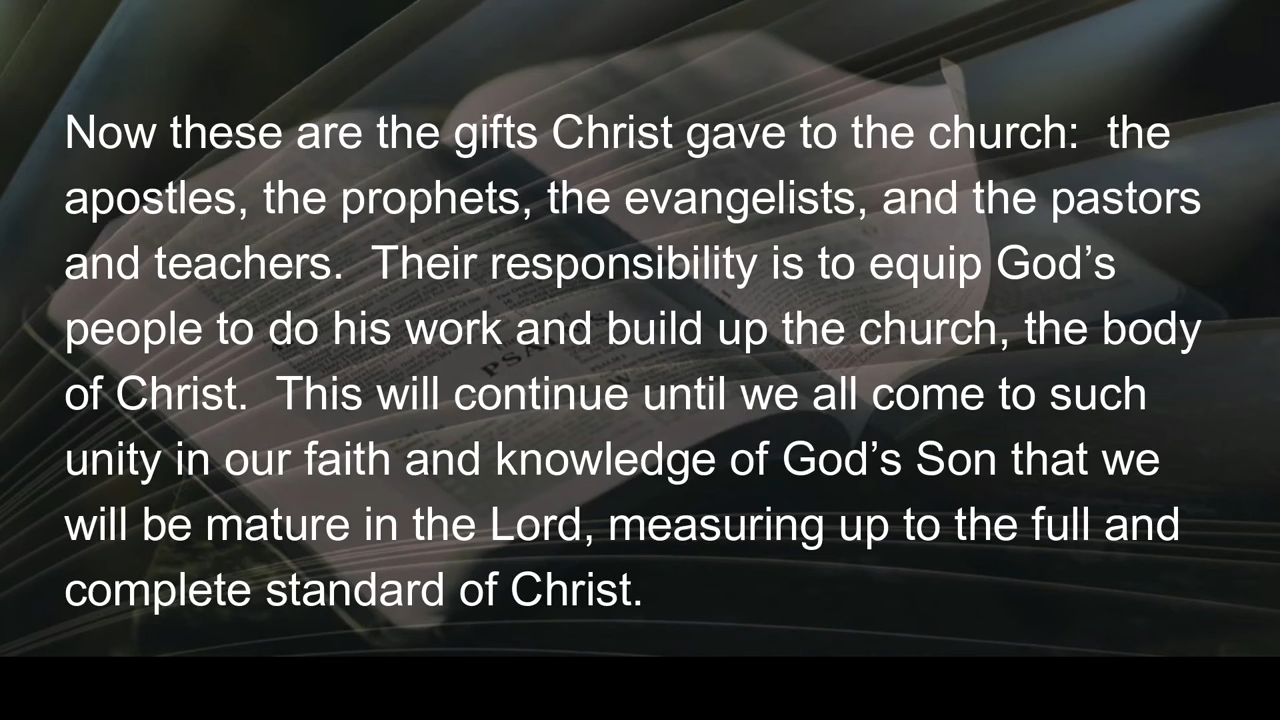 Now these are the gifts Christ gave to the church:  the
apostles, the prophets, the evangelists, and the pastors
and teachers.  Their responsibility is to equip God’s
people to do his work and build up the church, the body
of Christ.  This will continue until we all come to such
unity in our faith and knowledge of God’s Son that we
will be mature in the Lord, measuring up to the full and
complete standard of Christ.